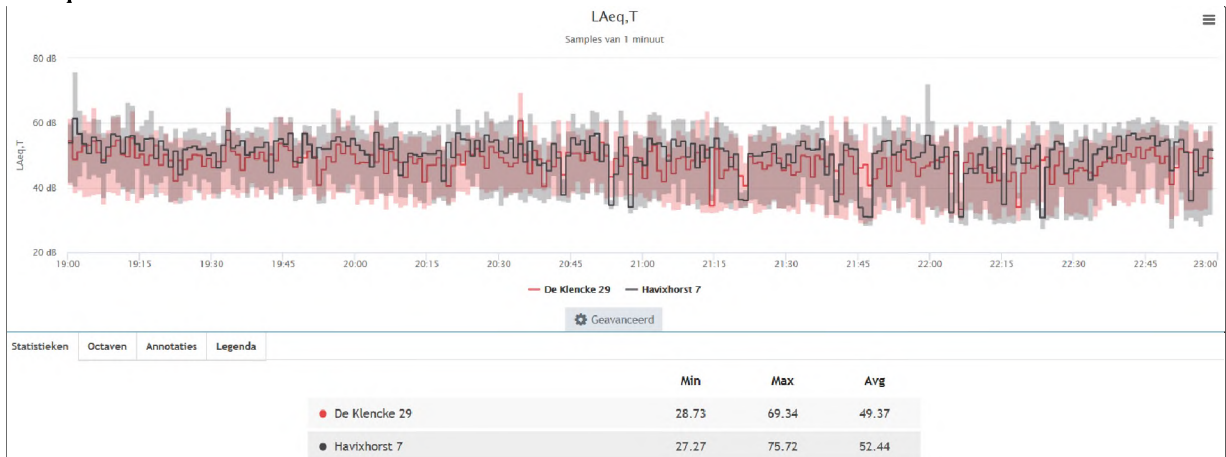 LAeq,T
Samples van 1 minuut
80 dB
60 dB
40 dB
20 dB
LAeq,T
19:00 19:15 19:30 19:45 20:00 20:15 20:30 20:45 21:00 21:15 21:30 21:45 22:00 22:15 22:30 22:45 23:00
De Klencke 29 Havixhorst 7
Geavanceerd
Statistieken Octaven Annotaties Legenda
Min Max Avg
De Klencke 29 28.73 69.34 49.37
Havixhorst 7 27.27 75.72 52.44